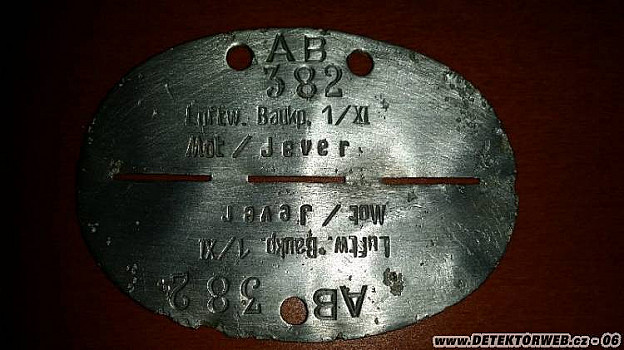 AB
382
Luftw. Baukp. 1/XI
Mot / Jever
Mot / Jever
Luftw. Baukp. 1/XI
AB 382
www.DETEKTORWEB.cz - 06